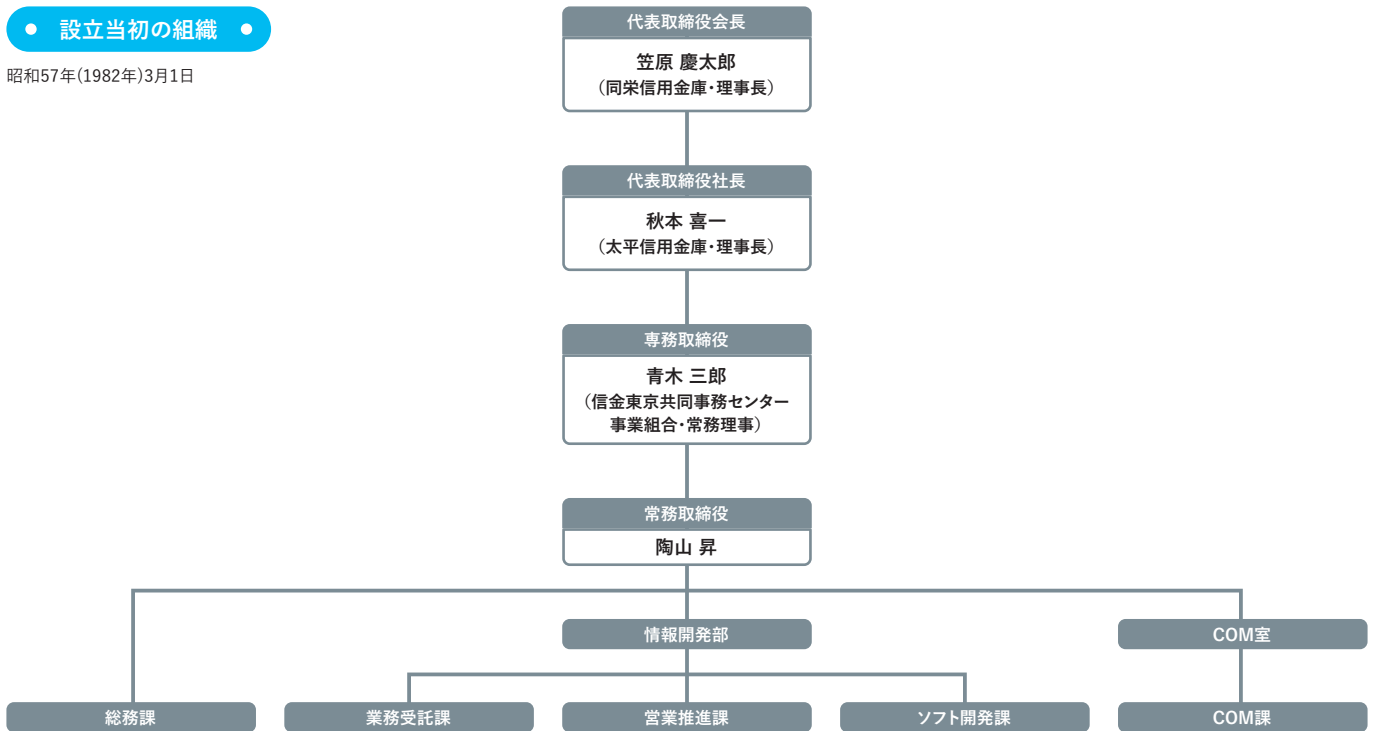 設立当初の組織
昭和57年(1982年)3月1日
代表取締役会長
笠原 慶太郎
（同栄信用金庫・理事長）
代表取締役社長
秋本 喜一
（太平信用金庫・理事長）
専務取締役
青木 三郎
（信金東京共同事務センター
事業組合・常務理事）
常務取締役
陶山 昇
情報開発部
COM室
総務課
業務受託課
営業推進課
ソフト開発課
COM課